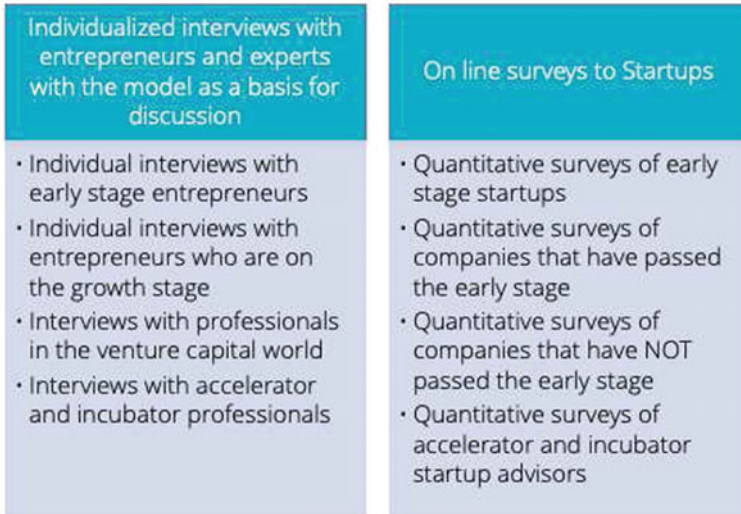 Individualized interviews with
entrepreneurs and experts
with the model as a basis for
discussion
• Individual interviews with
early stage entrepreneurs
• Individual interviews with
entrepreneurs who are on
the growth stage
• Interviews with professionals
in the venture capital world
• Interviews with accelerator
and incubator professionals
On line surveys to Startups
• Quantitative surveys of early
stage startups
• Quantitative surveys of
companies that have passed
the early stage
• Quantitative surveys of
companies that have NOT
passed the early stage
• Quantitative surveys of
accelerator and incubator
startup advisors